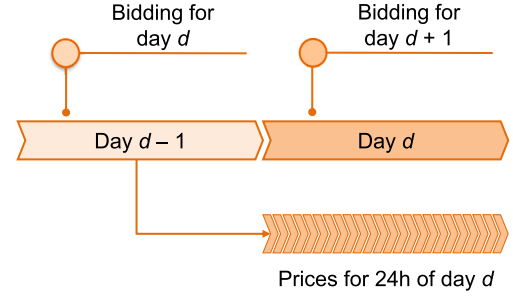 Bidding for
day d
Bidding for
day d + 1
Day d – 1
Day d
Prices for 24h of day d